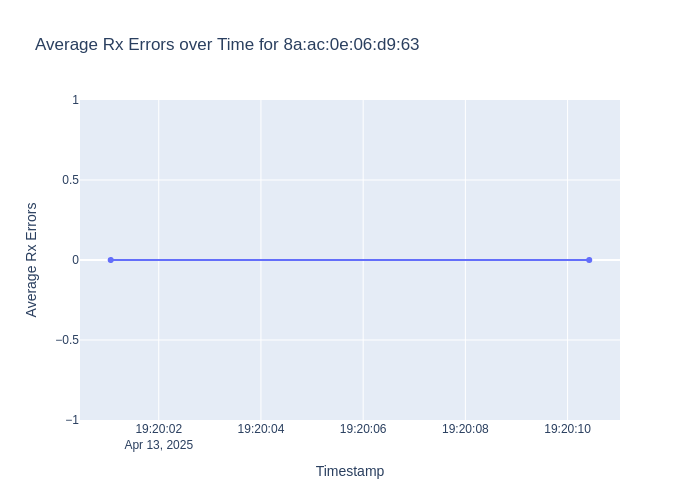 Average Rx Errors over Time for 8a:ac:0e:06:d9:63
1
0.5
0
−0.5
−1
Average Rx Errors
19:20:02
Apr 13, 2025
19:20:04
19:20:06
19:20:08
19:20:10
Timestamp